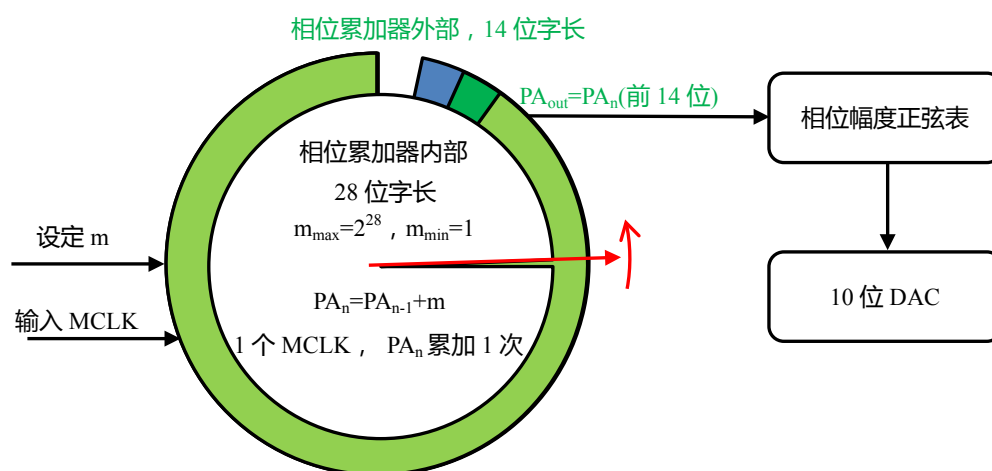 相位累加器外部，14 位字长
PAout=PAn(前 14 位)
相位幅度正弦表
相位累加器内部
28 位字长
mmax=2^28，mmin=1
设定 m
输入 MCLK
PAn=PAn-1+m
1 个 MCLK， PAn 累加 1 次
10 位 DAC